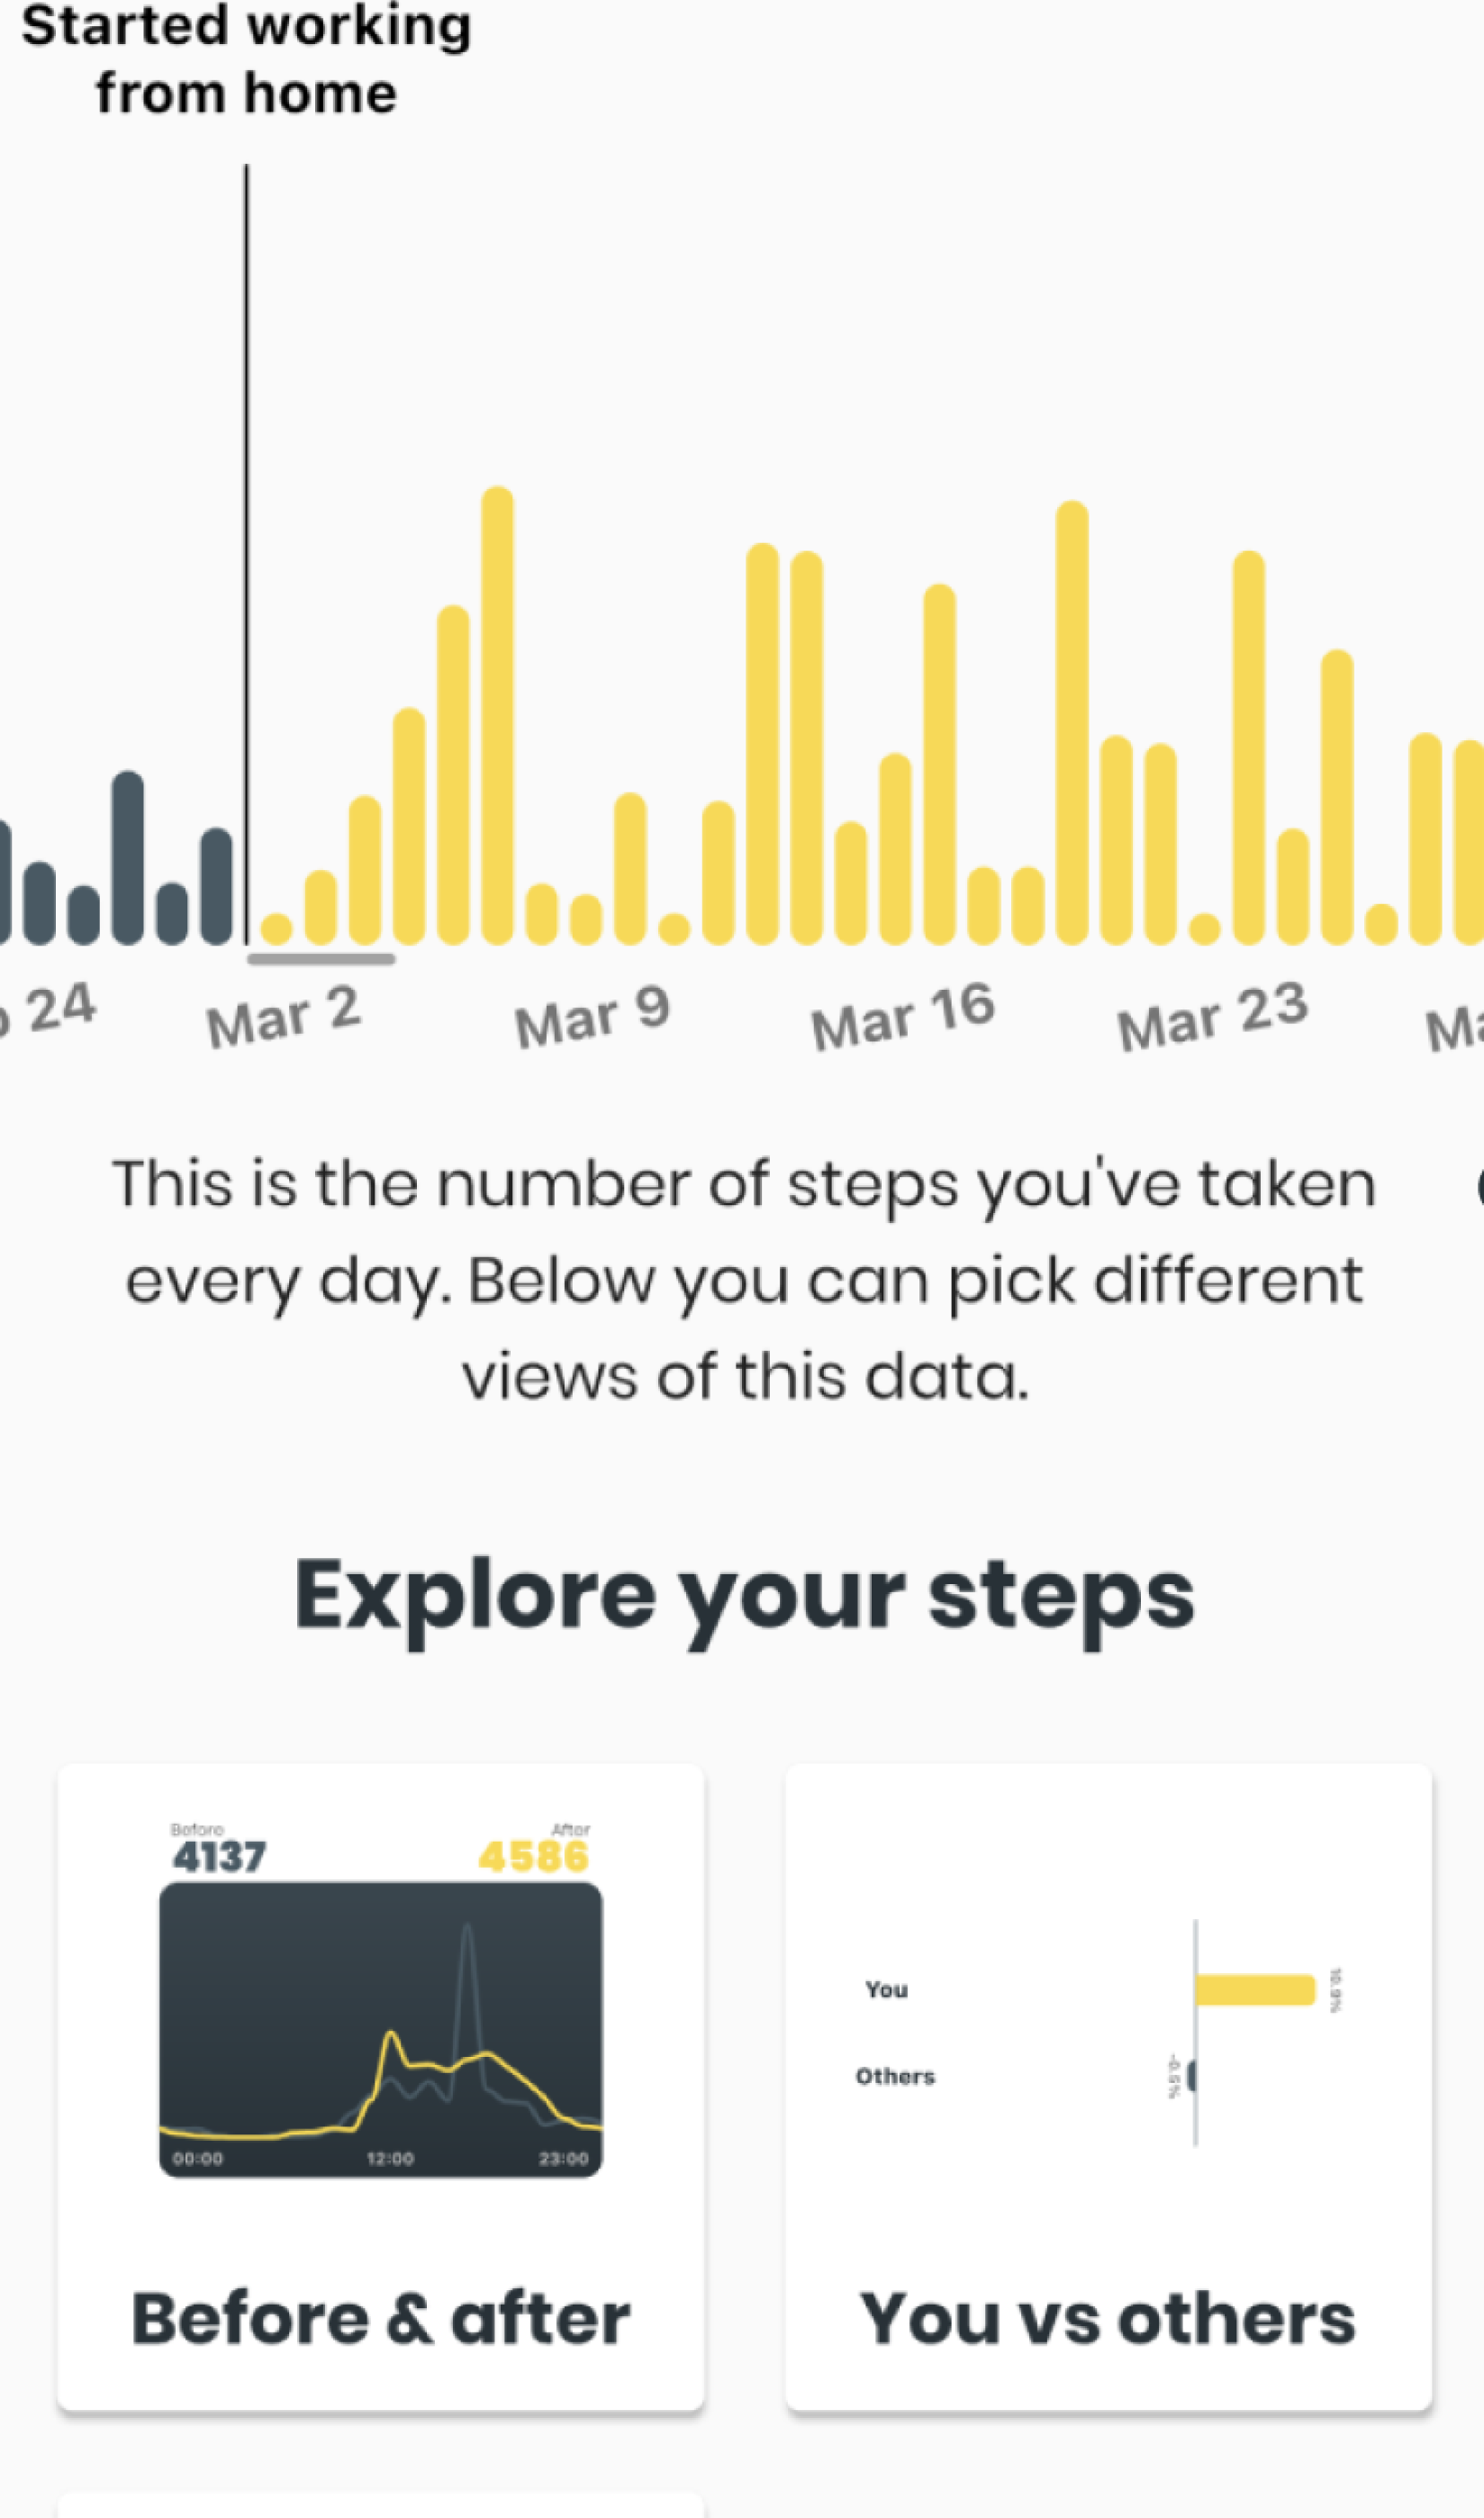 Started working
from home
24
Mar 2
Mar 9
Mar 16
Mar 23
This is the number of steps you've taken
every day. Below you can pick different
views of this data.
Explore your steps
Before
4137
After
4586
00:00
12:00
23:00
Before & after
You
10.9%
Others
-0.5%
You vs others